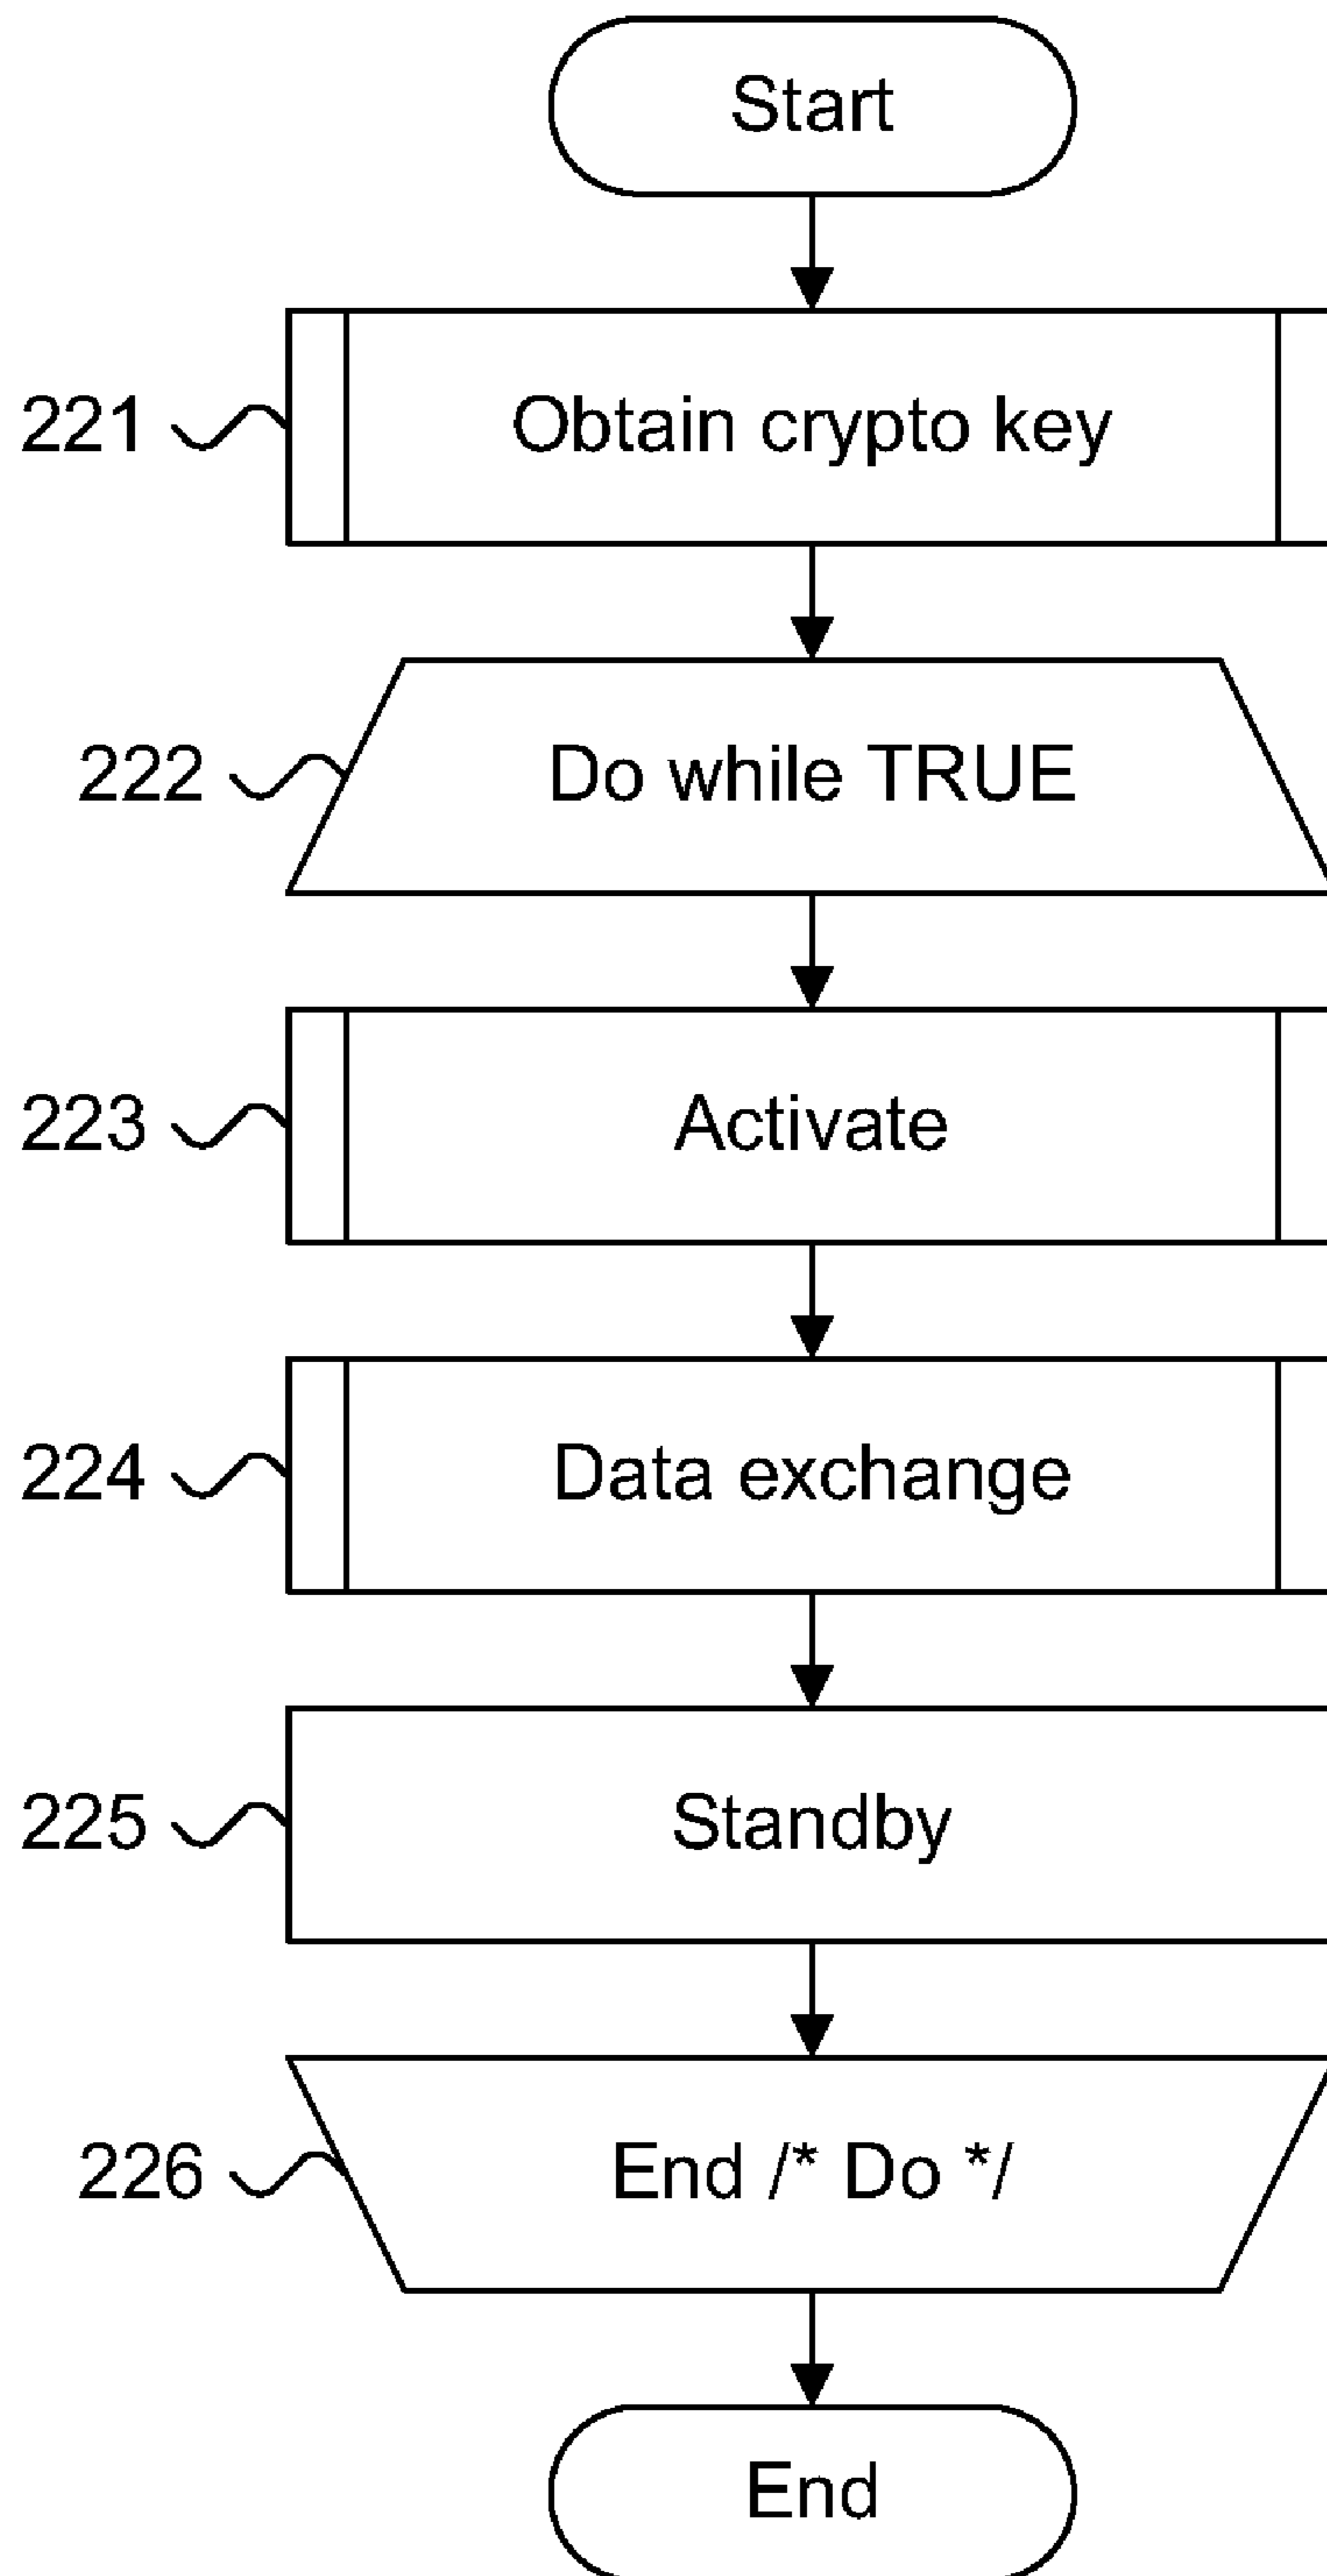 Start
221 Obtain crypto key
222 Do while TRUE
223 Activate
224 Data exchange
225 Standby
226 End /* Do */
End